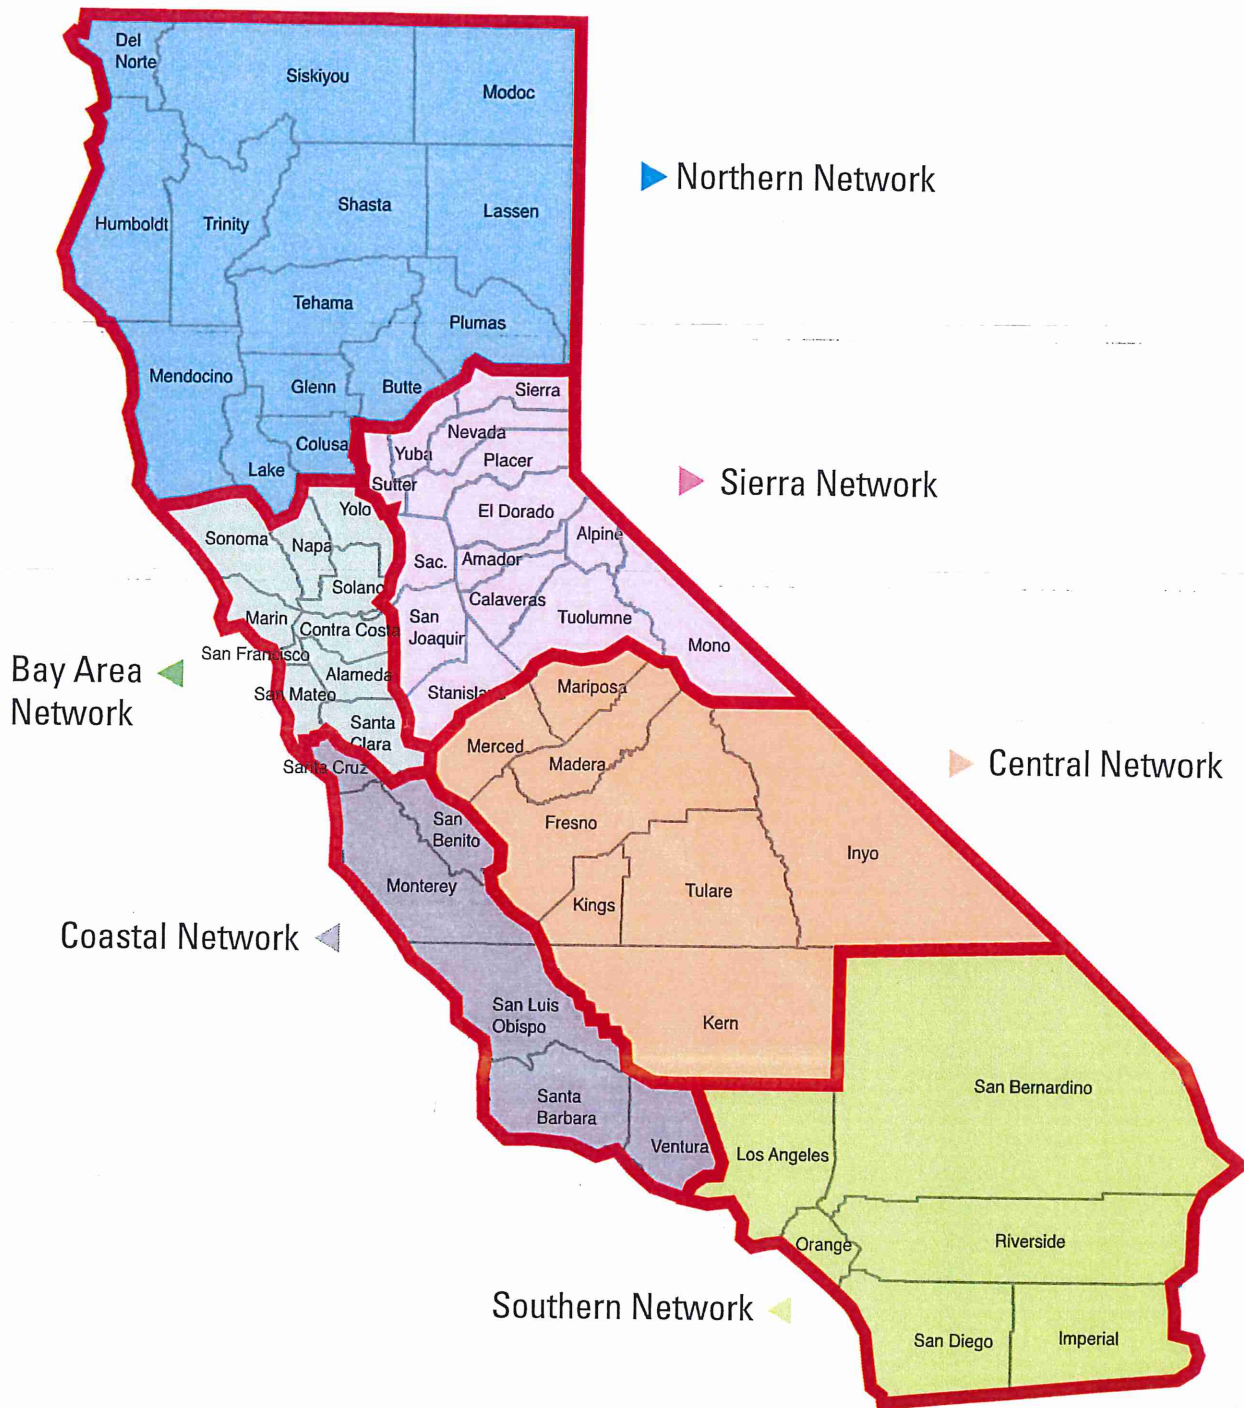 Del
Norte
Siskiyou
Modoc
Northern Network
Humboldt
Trinity
Shasta
Lassen
Tehama
Plumas
Mendocino
Glenn
Butte
Sierra
Colusa
Lake
Nevada
Yuba
Placer
Sutter
Sierra Network
Yolo
El Dorado
Sonoma
Napa
Alpine
Sac.
Amador
Solano
Calaveras
Marin
Contra Costa
San
Joaquir
Tuolumne
Mono
San Francisco
Alameda
Bay Area
Network
San Mateo
Stanislaus
Mariposa
Santa
Clara
Merced
Madera
Central Network
Santa Cruz
San
Benito
Fresno
Inyo
Monterey
Kings
Tulare
Coastal Network
San Luis
Obispo
Kern
San Bernardino
Santa
Barbara
Ventura
Los Angeles
Orange
Riverside
Southern Network
San Diego
Imperial